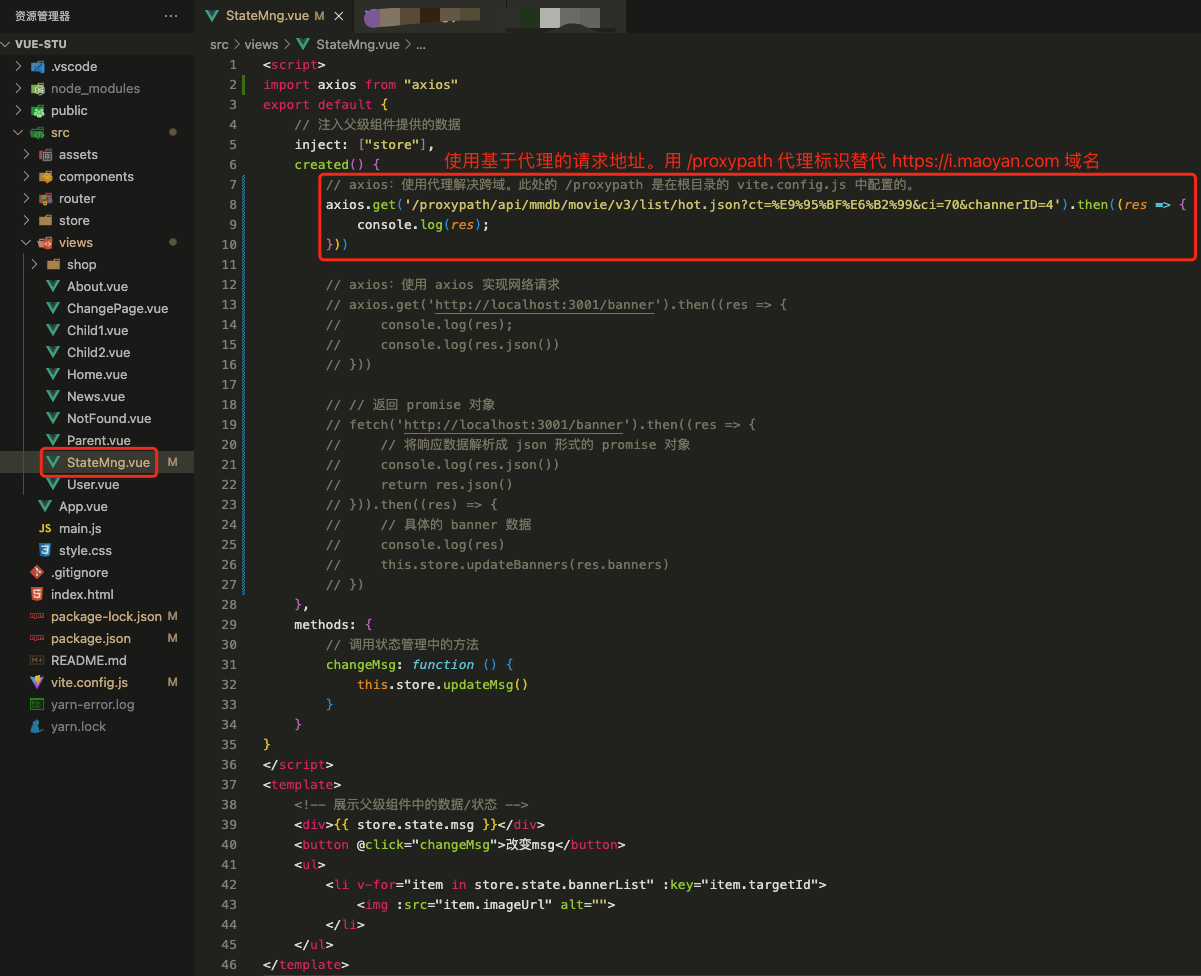 资源管理器 ...
VUE-STU
.vscode
node_modules
public
src
assets
components
router
store
views
shop
About.vue
ChangePage.vue
Child1.vue
Child2.vue
Home.vue
News.vue
NotFound.vue
Parent.vue
StateMng.vue M
User.vue
App.vue
JS main.js
style.css
.gitignore
index.html
package-lock.json M
package.json M
README.md
vite.config.js M
yarn-error.log
yarn.lock
StateMng.vue M
src > views > StateMng.vue > ...
使用基于代理的请求地址。用 /proxypath 代理标识替代 https://i.maoyan.com 域名
1 <script>
2 import axios from "axios"
3 export default {
4 // 注入父级组件提供的数据
5 inject: ["store"],
6 created() {
7 // axios: 使用代理解决跨域。此处的 /proxypath 是在根目录的 vite.config.js 中配置的。
8 axios.get('/proxypath/api/mmdb/movie/v3/list/hot.json?ct=%E9%95%BF%E6%B2%99&ci=70&channerID=4').then((res => {
9 console.log(res);
10 }))
11
12 // axios: 使用 axios 实现网络请求
13 // axios.get('http://localhost:3001/banner').then((res => {
14 // console.log(res);
15 // console.log(res.json())
16 // }))
17
18 // // 返回 promise 对象
19 // fetch('http://localhost:3001/banner').then((res => {
20 // // 将响应数据解析成 json 形式的 promise 对象
21 // console.log(res.json())
22 // return res.json()
23 // })).then((res) => {
24 // // 具体的 banner 数据
25 // console.log(res)
26 // this.store.updateBanners(res.banners)
27 // })
28 },
29 methods: {
30 // 调用状态管理中的方法
31 changeMsg: function () {
32 this.store.updateMsg()
33 }
34 }
35 }
36 </script>
37 <template>
38 <!-- 展示父级组件中的数据/状态 -->
39 <div>{{ store.state.msg }}</div>
40 <button @click="changeMsg">改变msg</button>
41 <ul>
42 <li v-for="item in store.state.bannerList" :key="item.targetId">
43 <img :src="item.imageUrl" alt="">
44 </li>
45 </ul>
46 </template>